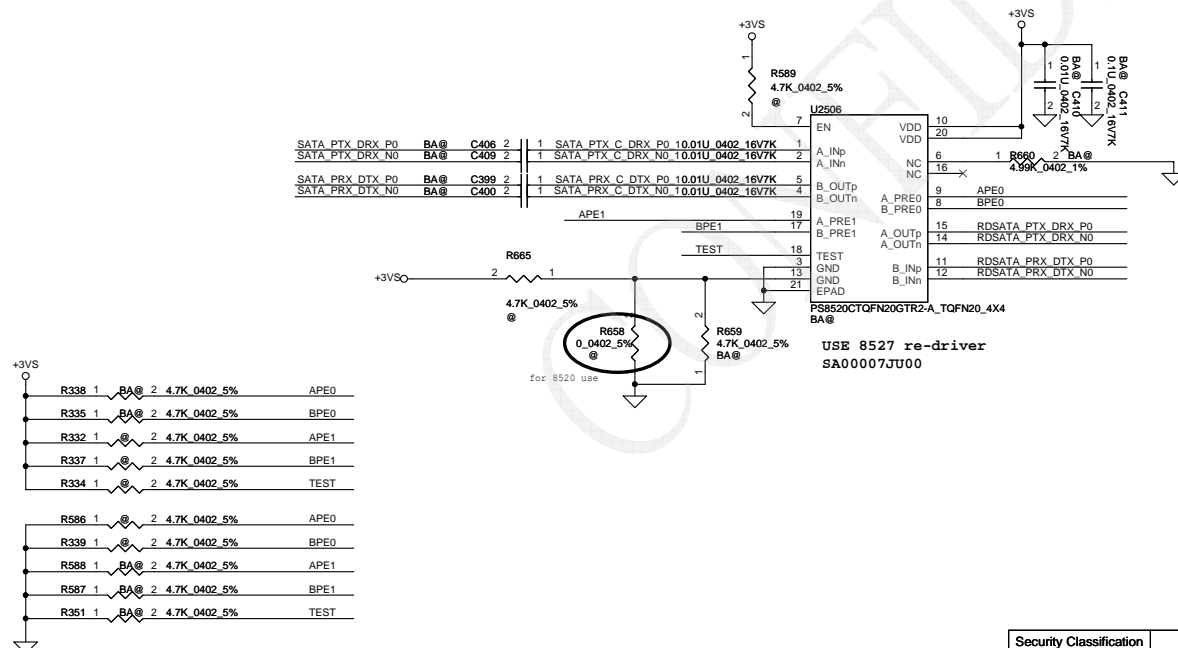 +3VS
+3VS
R589
4.7K_0402_5%
@
1
2
BA@ C410
0.01U_0402_16V7K
1
2
BA@ C411
0.1U_0402_16V7K
1
2
U2506
7 EN VDD 10
VDD 20
SATA_PTX_DRX_P0 BA@ C406 2 1 SATA_PTX_C_DRX_P0_1 0.01U_0402_16V7K 1 A_INp
SATA_PTX_DRX_N0 BA@ C409 2 1 SATA_PTX_C_DRX_N0_1 0.01U_0402_16V7K 2 A_INn
NC 6 1 R660 2 BA@
4.99K_0402_1%
NC 16
SATA_PRX_DTX_P0 BA@ C399 2 1 SATA_PRX_C_DTX_P0_1 0.01U_0402_16V7K 5 B_OUTp
SATA_PRX_DTX_N0 BA@ C400 2 1 SATA_PRX_C_DTX_N0_1 0.01U_0402_16V7K 4 B_OUTn
A_PRE0 9 APE0
B_PRE0 8 BPE0
APE1 19 A_PRE1
BPE1 17 B_PRE1
A_OUTp 15 RDSATA_PTX_DRX_P0
A_OUTn 14 RDSATA_PTX_DRX_N0
TEST 18 TEST
3 GND
13 GND
21 EPAD
B_INp 11 RDSATA_PRX_DTX_P0
B_INn 12 RDSATA_PRX_DTX_N0
PS8520CTQFN20GTR2-A_TQFN20_4X4
BA@
+3VS
R665
2 1
4.7K_0402_5%
@
R658
0_0402_5%
@
2
R659
4.7K_0402_5%
BA@
1
for 8520 use
USE 8527 re-driver
SA00007JU00
+3VS
R338 1 BA@ 2 4.7K_0402_5% APE0
R335 1 BA@ 2 4.7K_0402_5% BPE0
R332 1 @ 2 4.7K_0402_5% APE1
R337 1 @ 2 4.7K_0402_5% BPE1
R334 1 @ 2 4.7K_0402_5% TEST
R586 1 @ 2 4.7K_0402_5% APE0
R339 1 @ 2 4.7K_0402_5% BPE0
R588 1 BA@ 2 4.7K_0402_5% APE1
R587 1 BA@ 2 4.7K_0402_5% BPE1
R351 1 BA@ 2 4.7K_0402_5% TEST
Security Classification